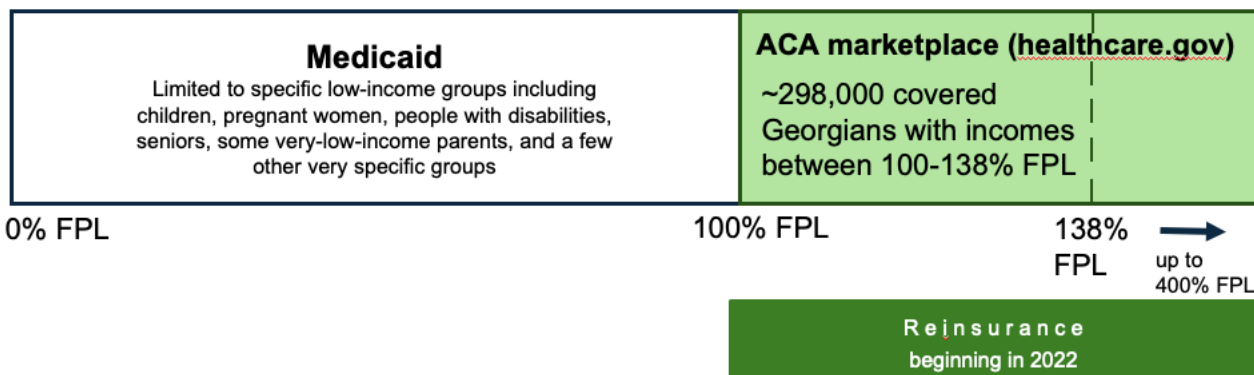 Medicaid
Limited to specific low-income groups including
children, pregnant women, people with disabilities,
seniors, some very-low-income parents, and a few
other very specific groups
ACA marketplace (healthcare.gov)
~298,000 covered
Georgians with incomes
between 100-138% FPL
0% FPL
100% FPL
138%
FPL
up to
400% FPL
Reinsurance
beginning in 2022